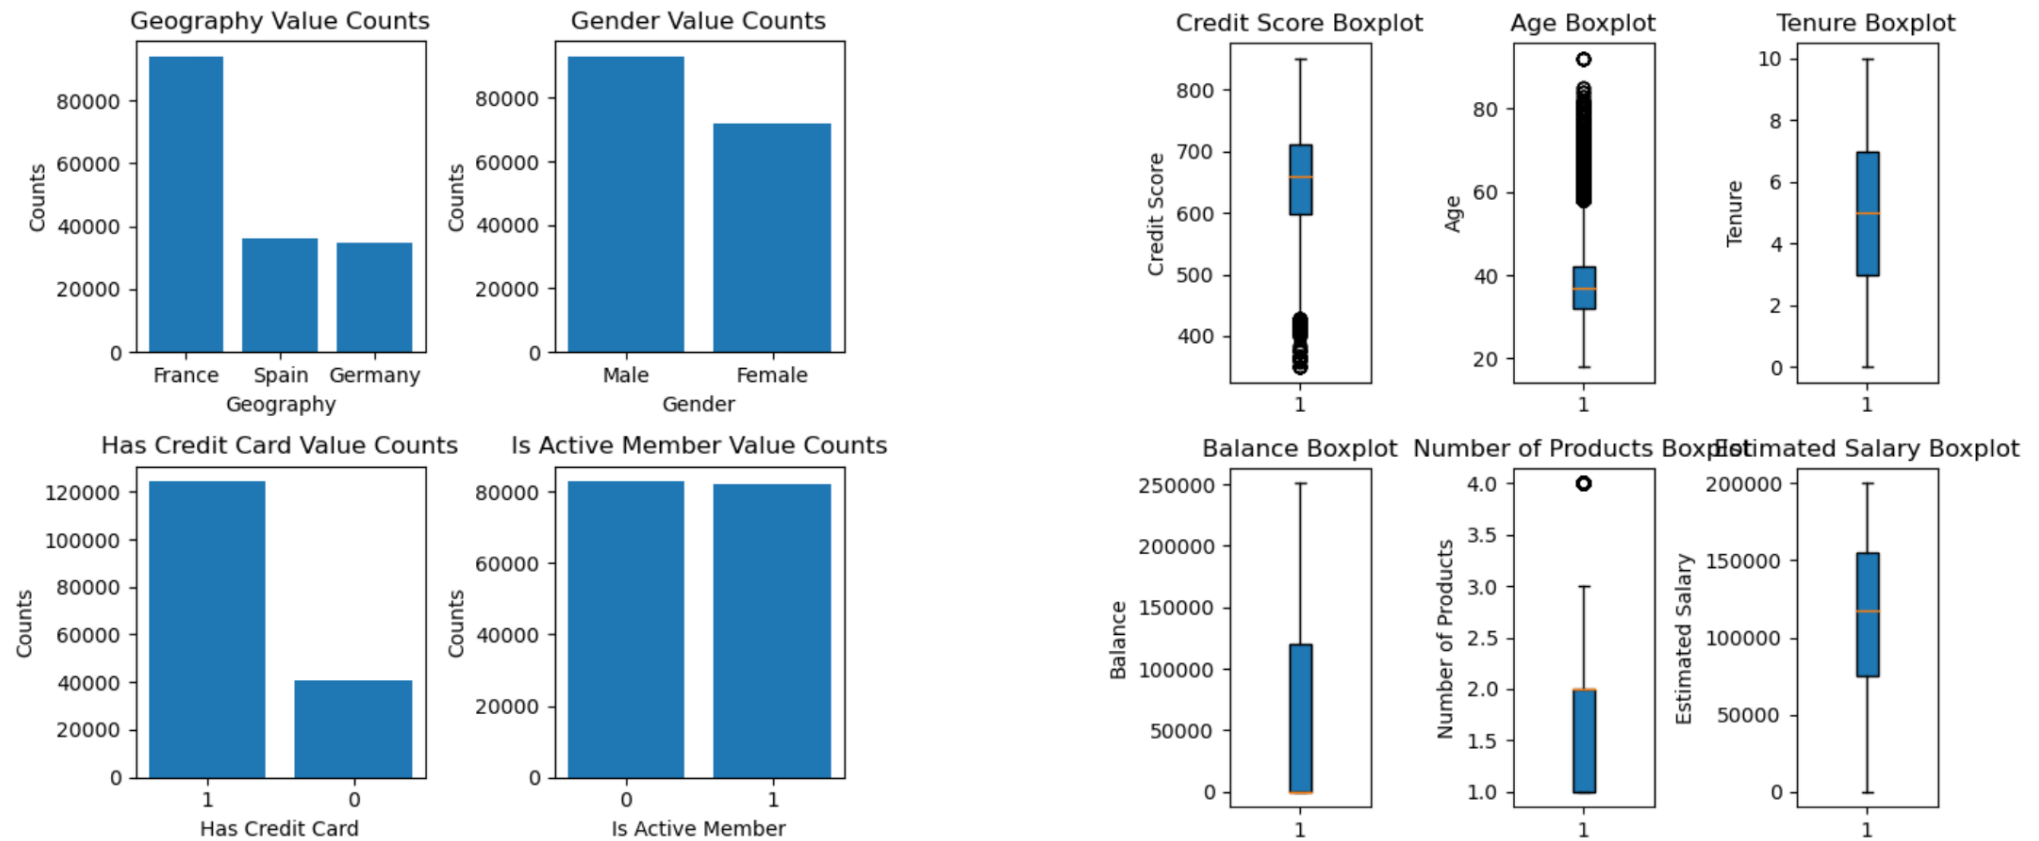 Geography Value Counts
Counts
80000
60000
40000
20000
0
France Spain Germany
Geography
Gender Value Counts
Counts
80000
60000
40000
20000
0
Male Female
Gender
Credit Score Boxplot
Credit Score
800
700
600
500
400
1
Age Boxplot
Age
80
60
40
20
1
Tenure Boxplot
Tenure
10
8
6
4
2
0
1
Has Credit Card Value Counts
Counts
120000
100000
80000
60000
40000
20000
0
1 0
Has Credit Card
Is Active Member Value Counts
Counts
80000
60000
40000
20000
0
0 1
Is Active Member
Balance Boxplot
Balance
250000
200000
150000
100000
50000
0
1
Number of Products Boxplot
Number of Products
4.0
3.5
3.0
2.5
2.0
1.5
1.0
1
Estimated Salary Boxplot
Estimated Salary
200000
150000
100000
50000
0
1